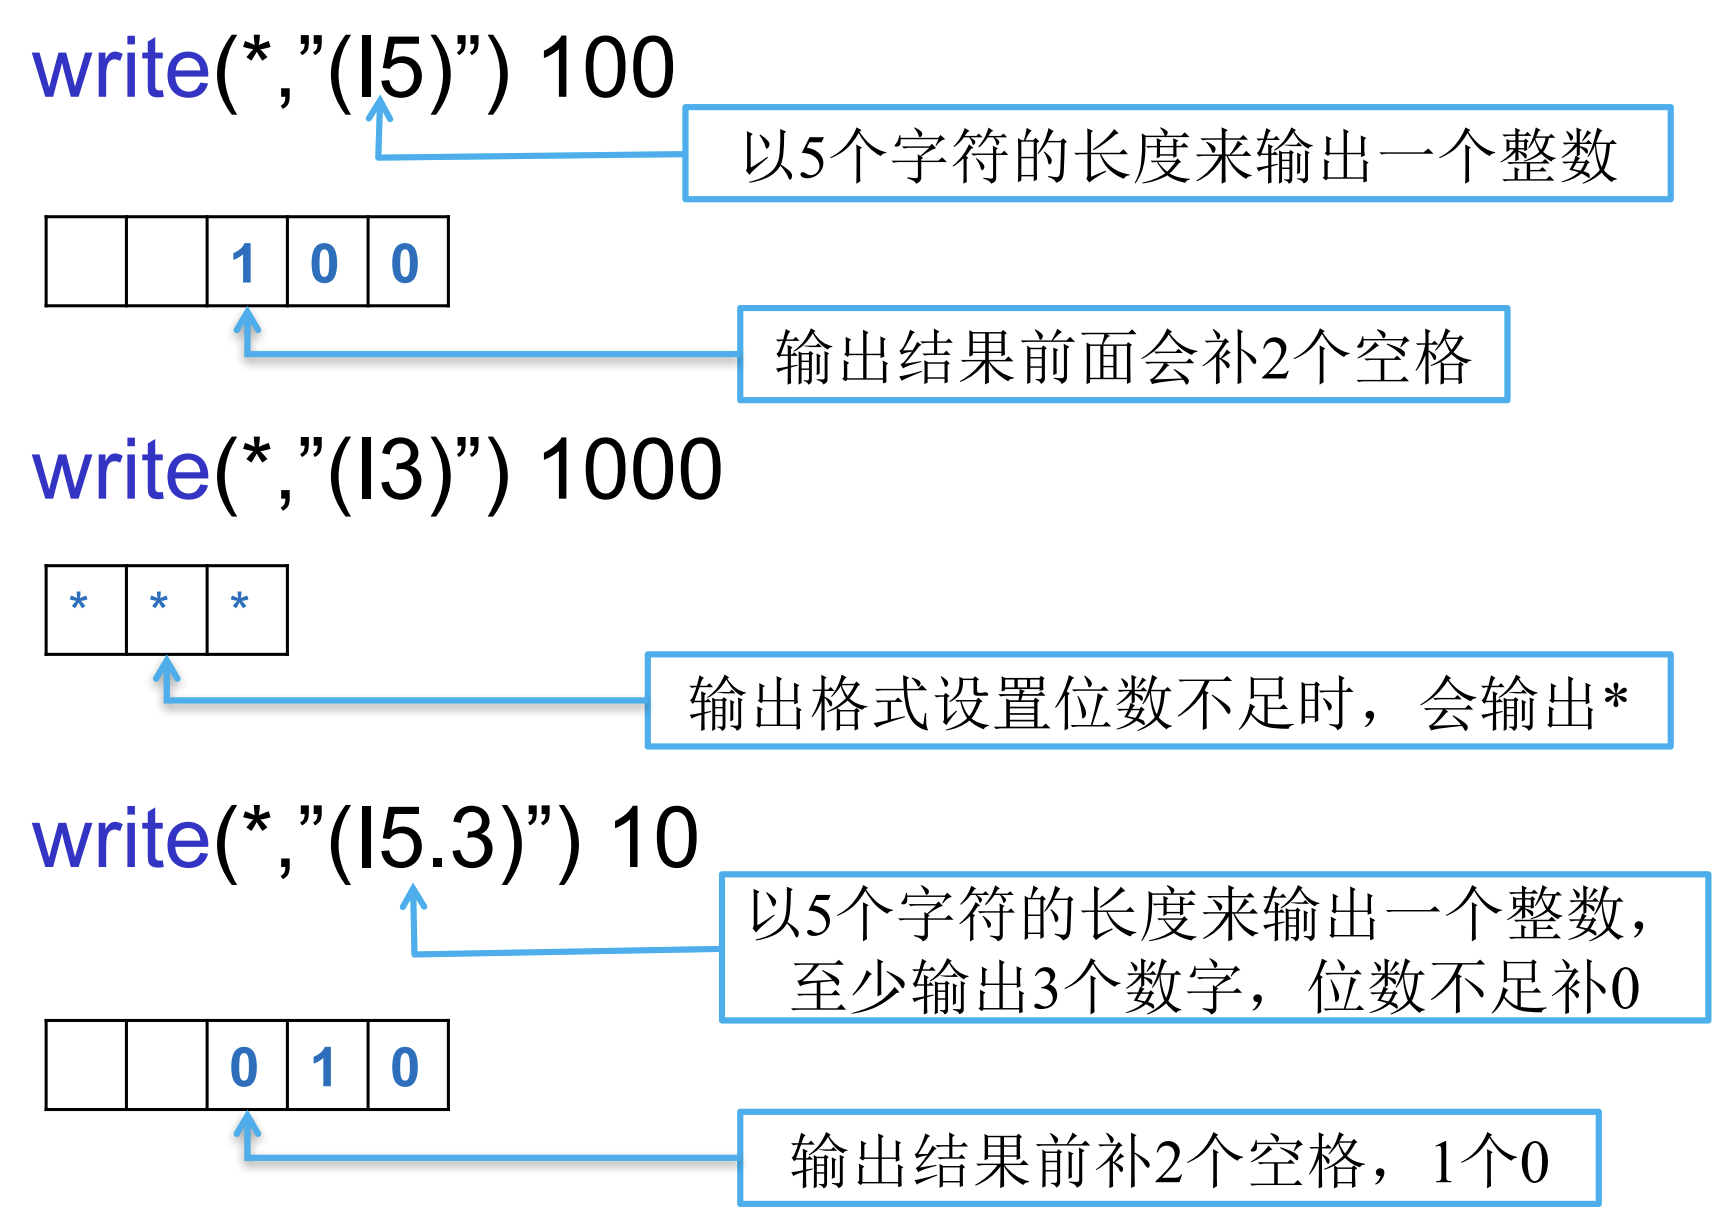 write(*,”(I5)”) 100
以5个字符的长度来输出一个整数
1 0 0
输出结果前面会补2个空格
write(*,”(I3)”) 1000
* * *
输出格式设置位数不足时，会输出*
write(*,”(I5.3)”) 10
以5个字符的长度来输出一个整数，
至少输出3个数字，位数不足补0
0 1 0
输出结果前补2个空格，1个0